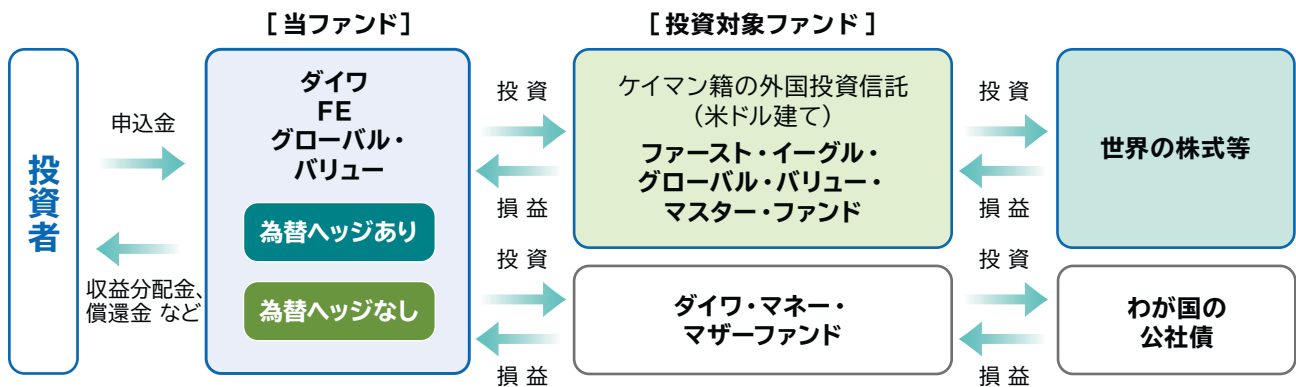 [ 当ファンド]
[ 投資対象ファンド ]
投資者
申込金
収益分配金、
償還金 など
ダイワ
FE
グローバル・
バリュー
為替ヘッジあり
為替ヘッジなし
投 資
損 益
投 資
損 益
ケイマン籍の外国投資信託
（米ドル建て）
ファースト・イーグル・
グローバル・バリュー・
マスター・ファンド
ダイワ・マネー・
マザーファンド
投 資
損 益
投 資
損 益
世界の株式等
わが国の
公社債